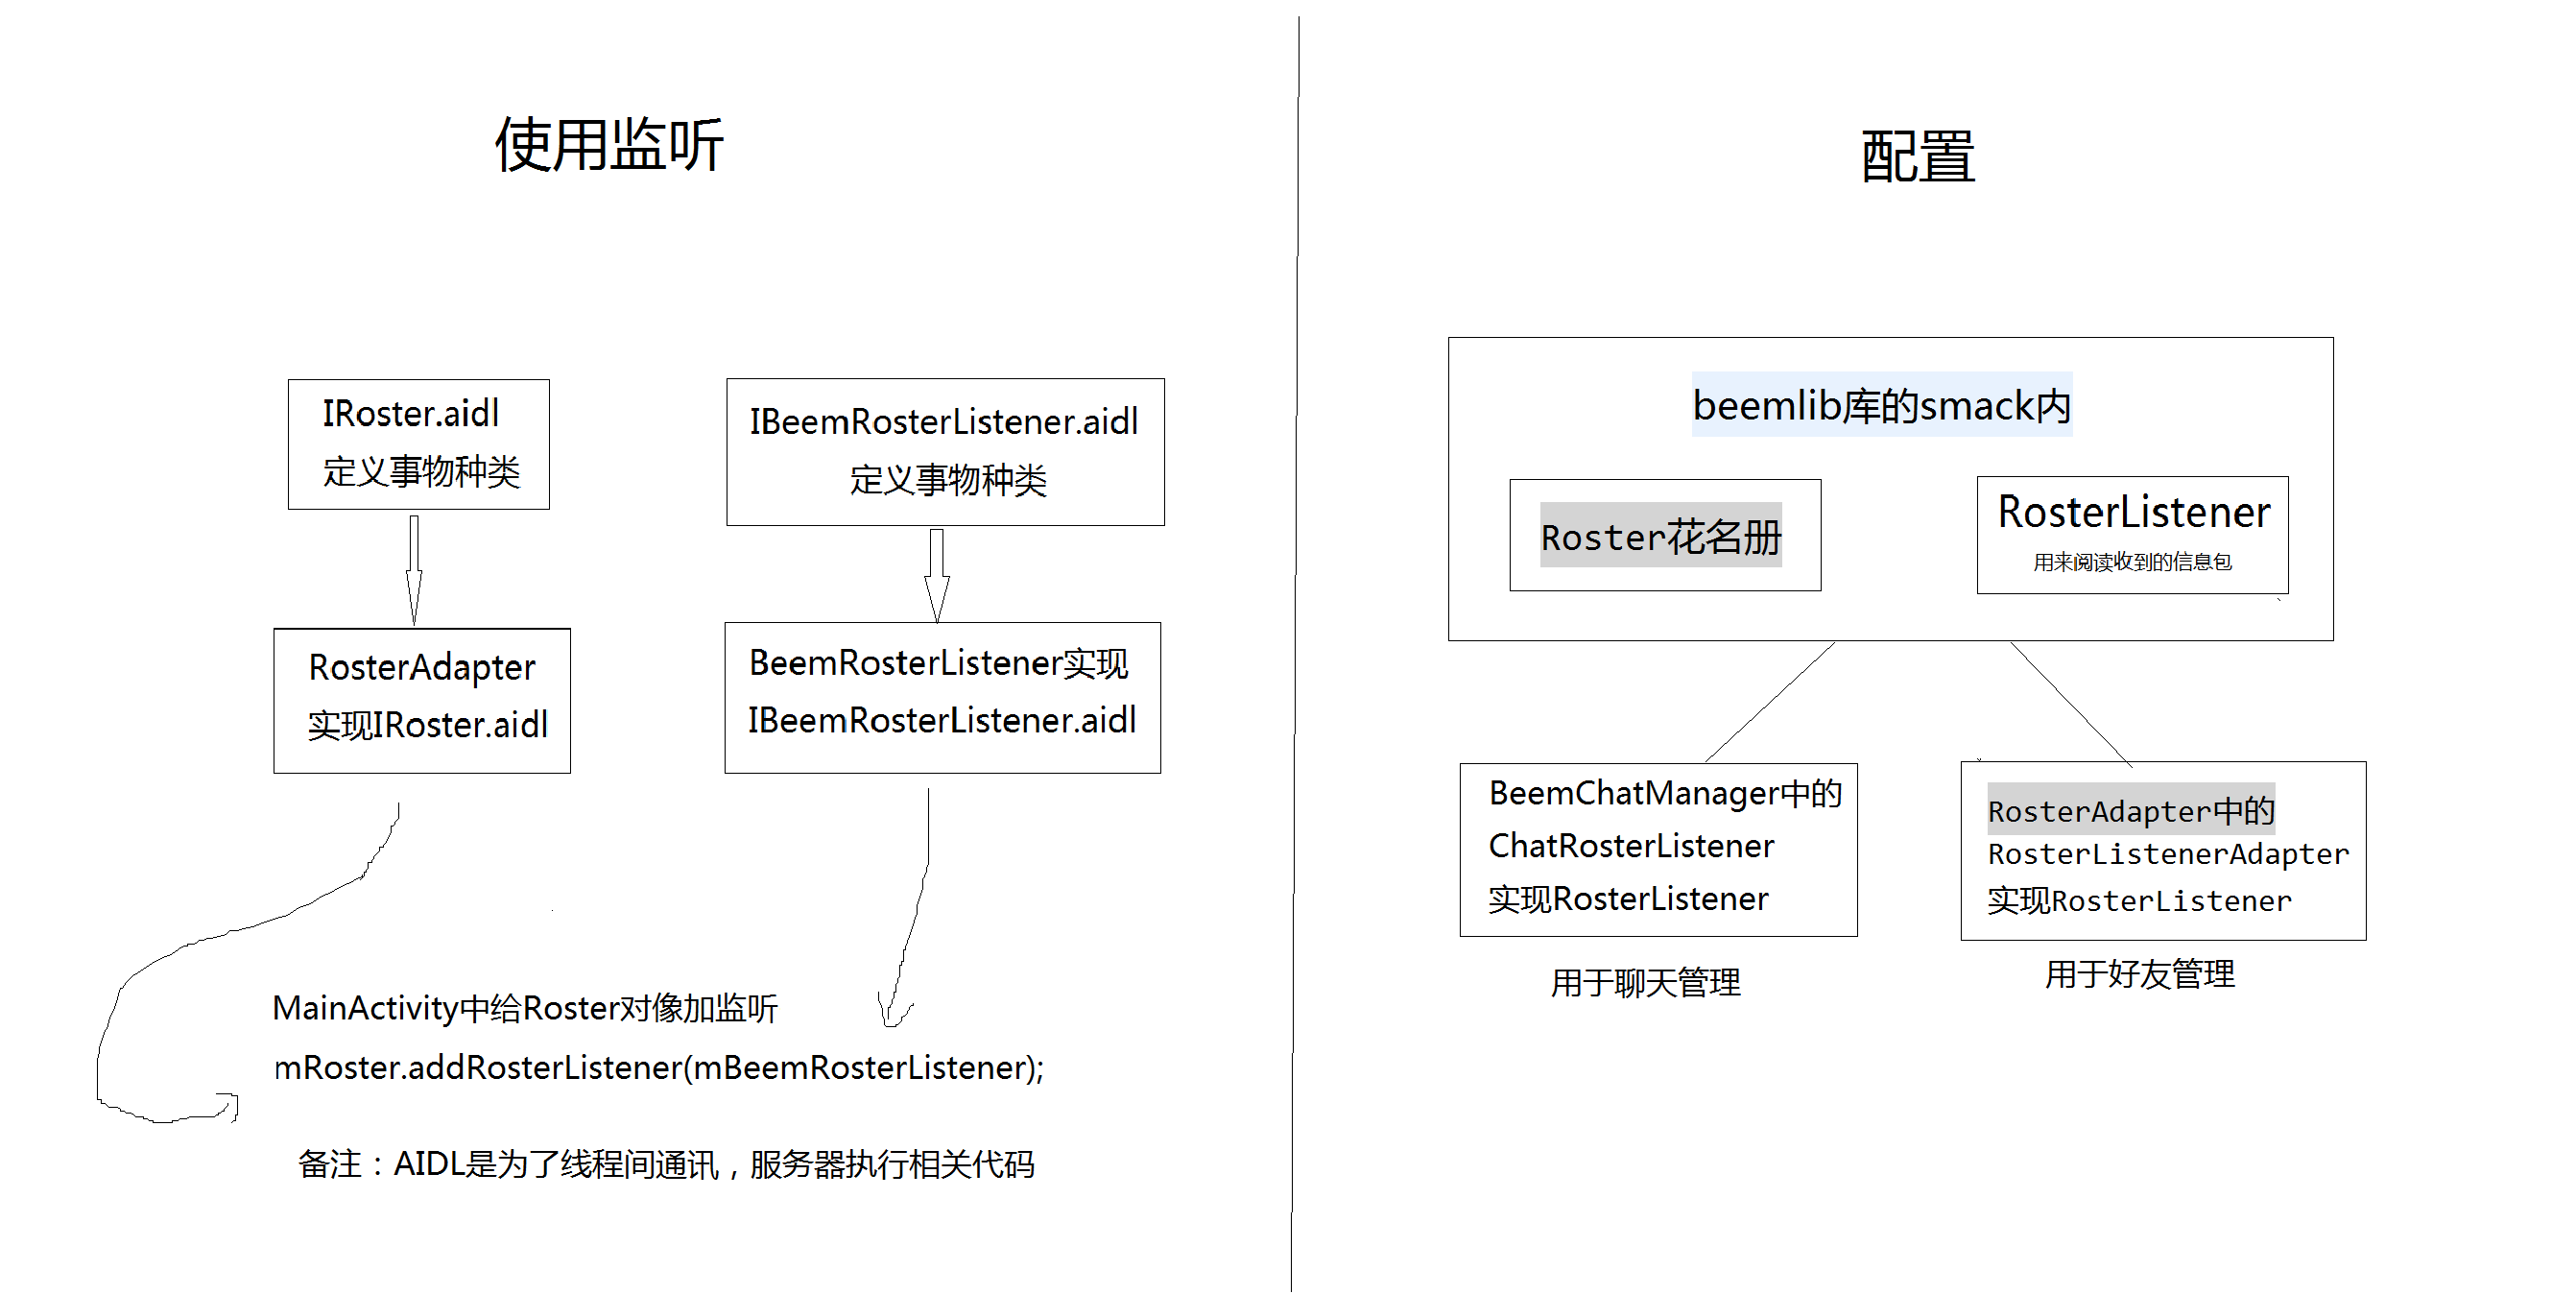 使用监听
IRoster.aidl
定义事物种类
IBeemRosterListener.aidl
定义事物种类
RosterAdapter
实现IRoster.aidl
BeemRosterListener实现
IBeemRosterListener.aidl
MainActivity中给Roster对像加监听
mRoster.addRosterListener(mBeemRosterListener);
备注：AIDL是为了线程间通讯，服务器执行相关代码
配置
beemlib库的smack内
Roster花名册
RosterListener
用来阅读收到的信息包
BeemChatManager中的
ChatRosterListener
实现RosterListener
用于聊天管理
RosterAdapter中的
RosterListenerAdapter
实现RosterListener
用于好友管理